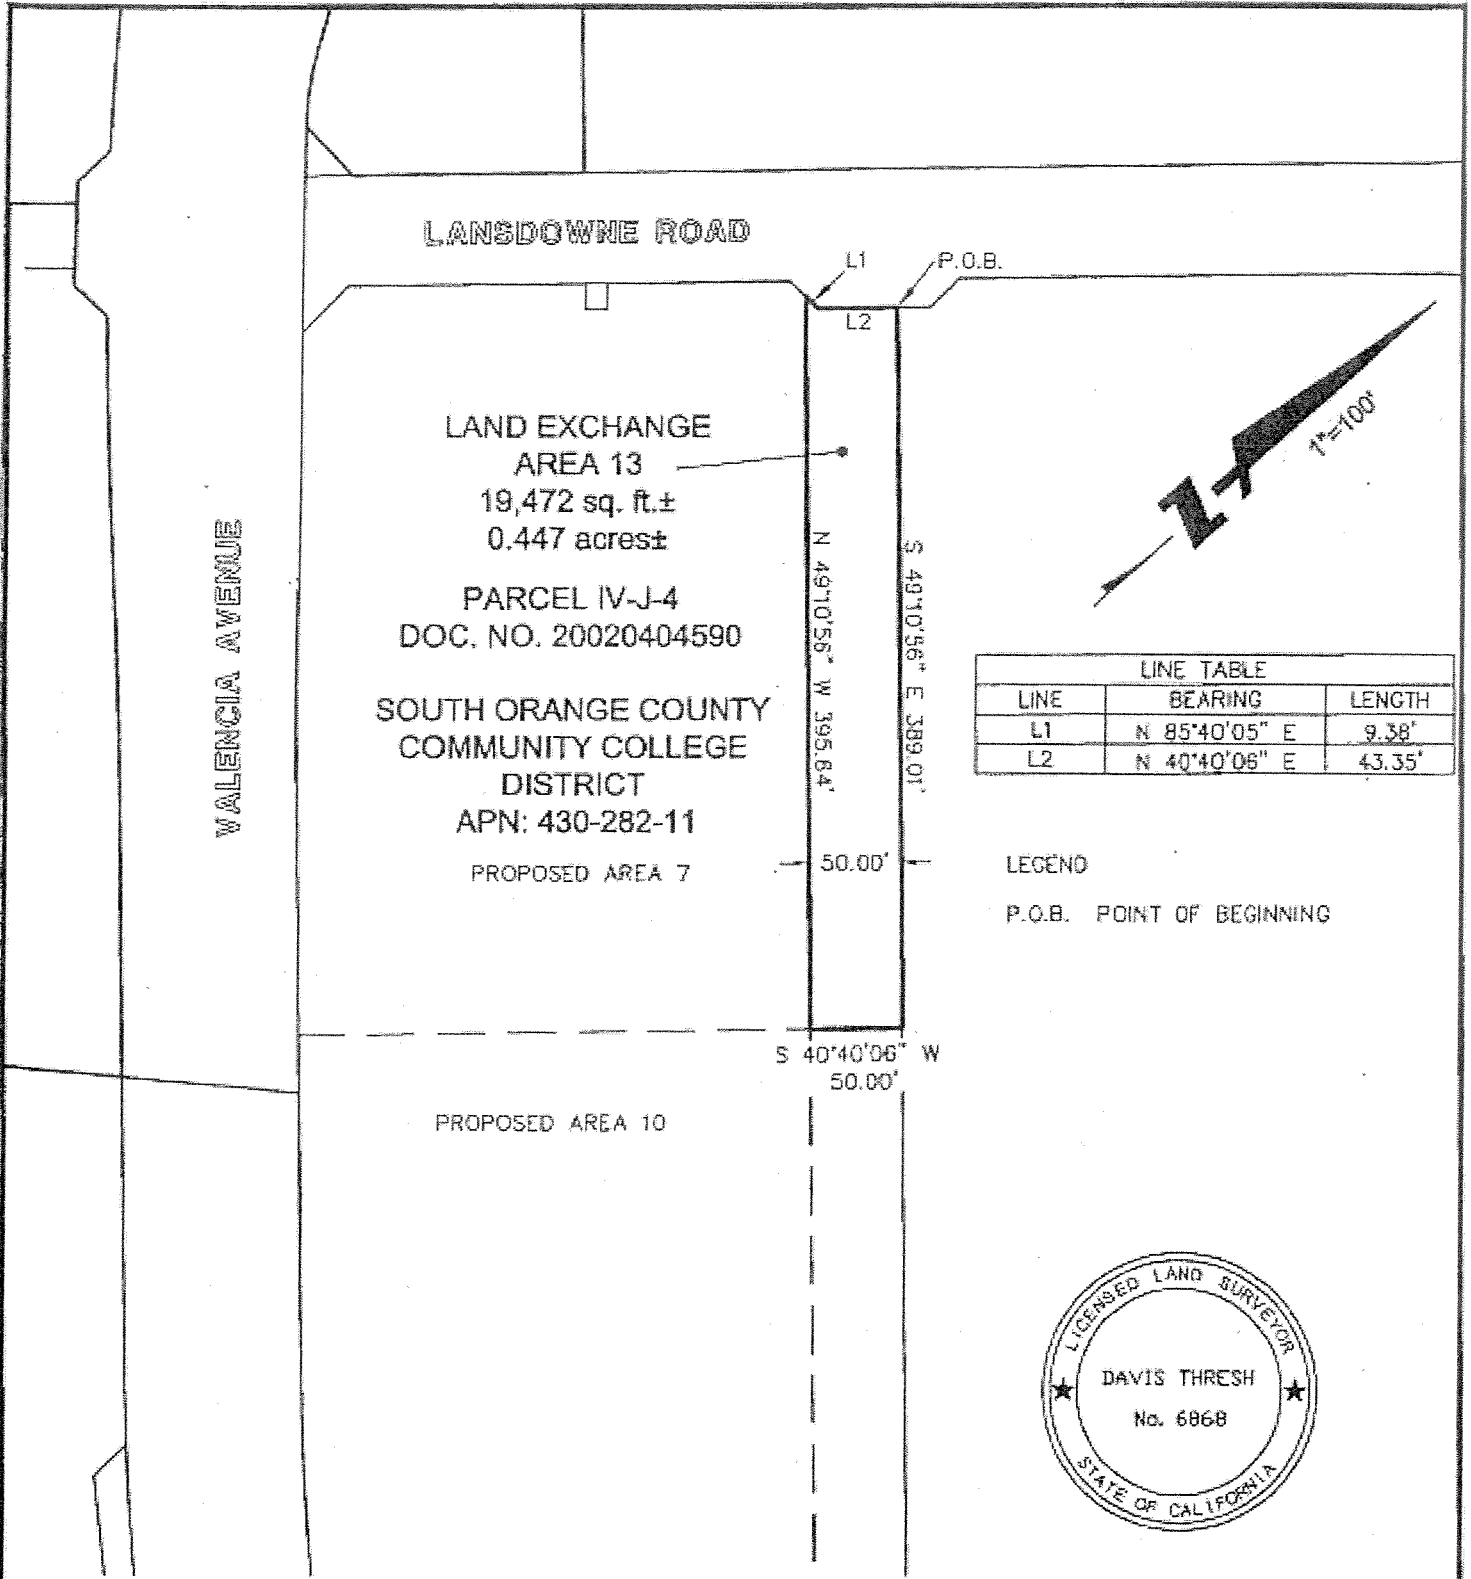 LANSDOWNE ROAD
L1
P.O.B.
L2
1"=100'
LAND EXCHANGE
AREA 13
19,472 sq. ft.±
0.447 acres±
PARCEL IV-J-4
DOC. NO. 20020404590
SOUTH ORANGE COUNTY
COMMUNITY COLLEGE
DISTRICT
APN: 430-282-11
PROPOSED AREA 7
VALENCIA AVENUE
N 49°10'56" W 395.64'
S 49°10'56" E 389.01'
50.00'
LINE TABLE
LINE BEARING LENGTH
L1 N 85°40'05" E 9.38'
L2 N 40°40'06" E 43.35'
LEGEND
P.O.B. POINT OF BEGINNING
S 40°40'06" W
50.00'
PROPOSED AREA 10
LICENSED LAND SURVEYOR
DAVIS THRESH
No. 6868
STATE OF CALIFORNIA